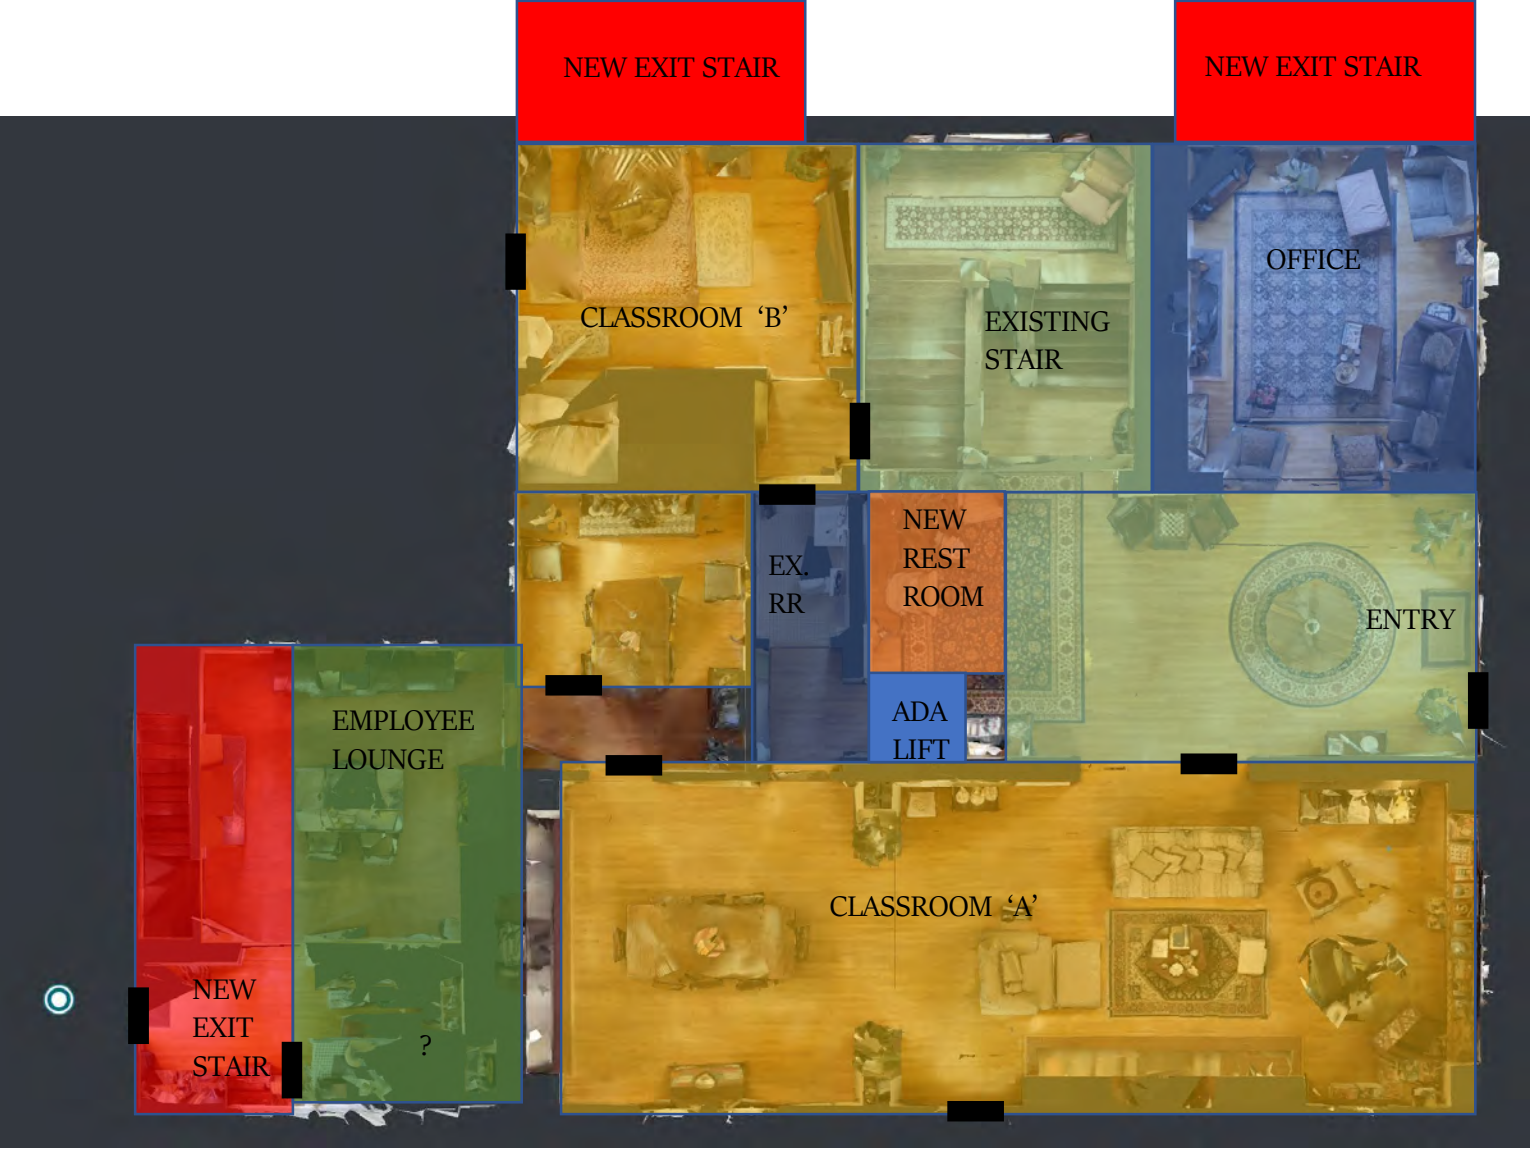 NEW EXIT STAIR
NEW EXIT STAIR
OFFICE
CLASSROOM ‘B’
EXISTING
STAIR
NEW
REST
ROOM
EX.
RR
ENTRY
EMPLOYEE
LOUNGE
ADA
LIFT
CLASSROOM ‘A’
NEW
EXIT
STAIR
?